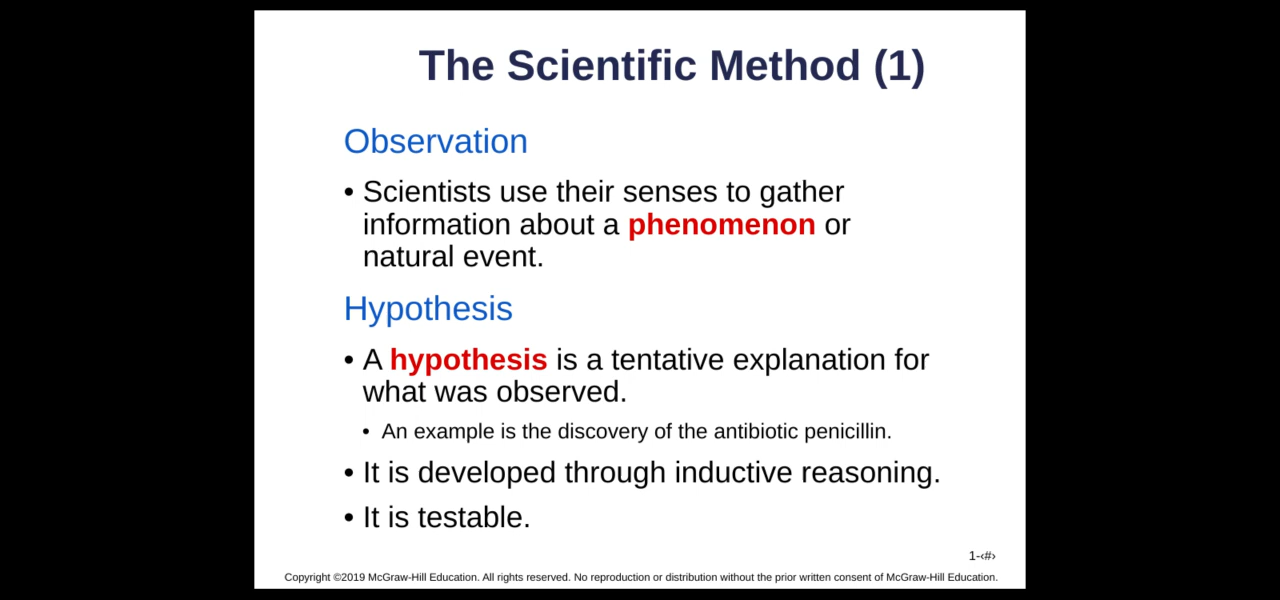 The Scientific Method (1)
Observation
• Scientists use their senses to gather
information about a phenomenon or
natural event.
Hypothesis
• A hypothesis is a tentative explanation for
what was observed.
• An example is the discovery of the antibiotic penicillin.
• It is developed through inductive reasoning.
• It is testable.
1-‹#›
Copyright ©2019 McGraw-Hill Education. All rights reserved. No reproduction or distribution without the prior written consent of McGraw-Hill Education.